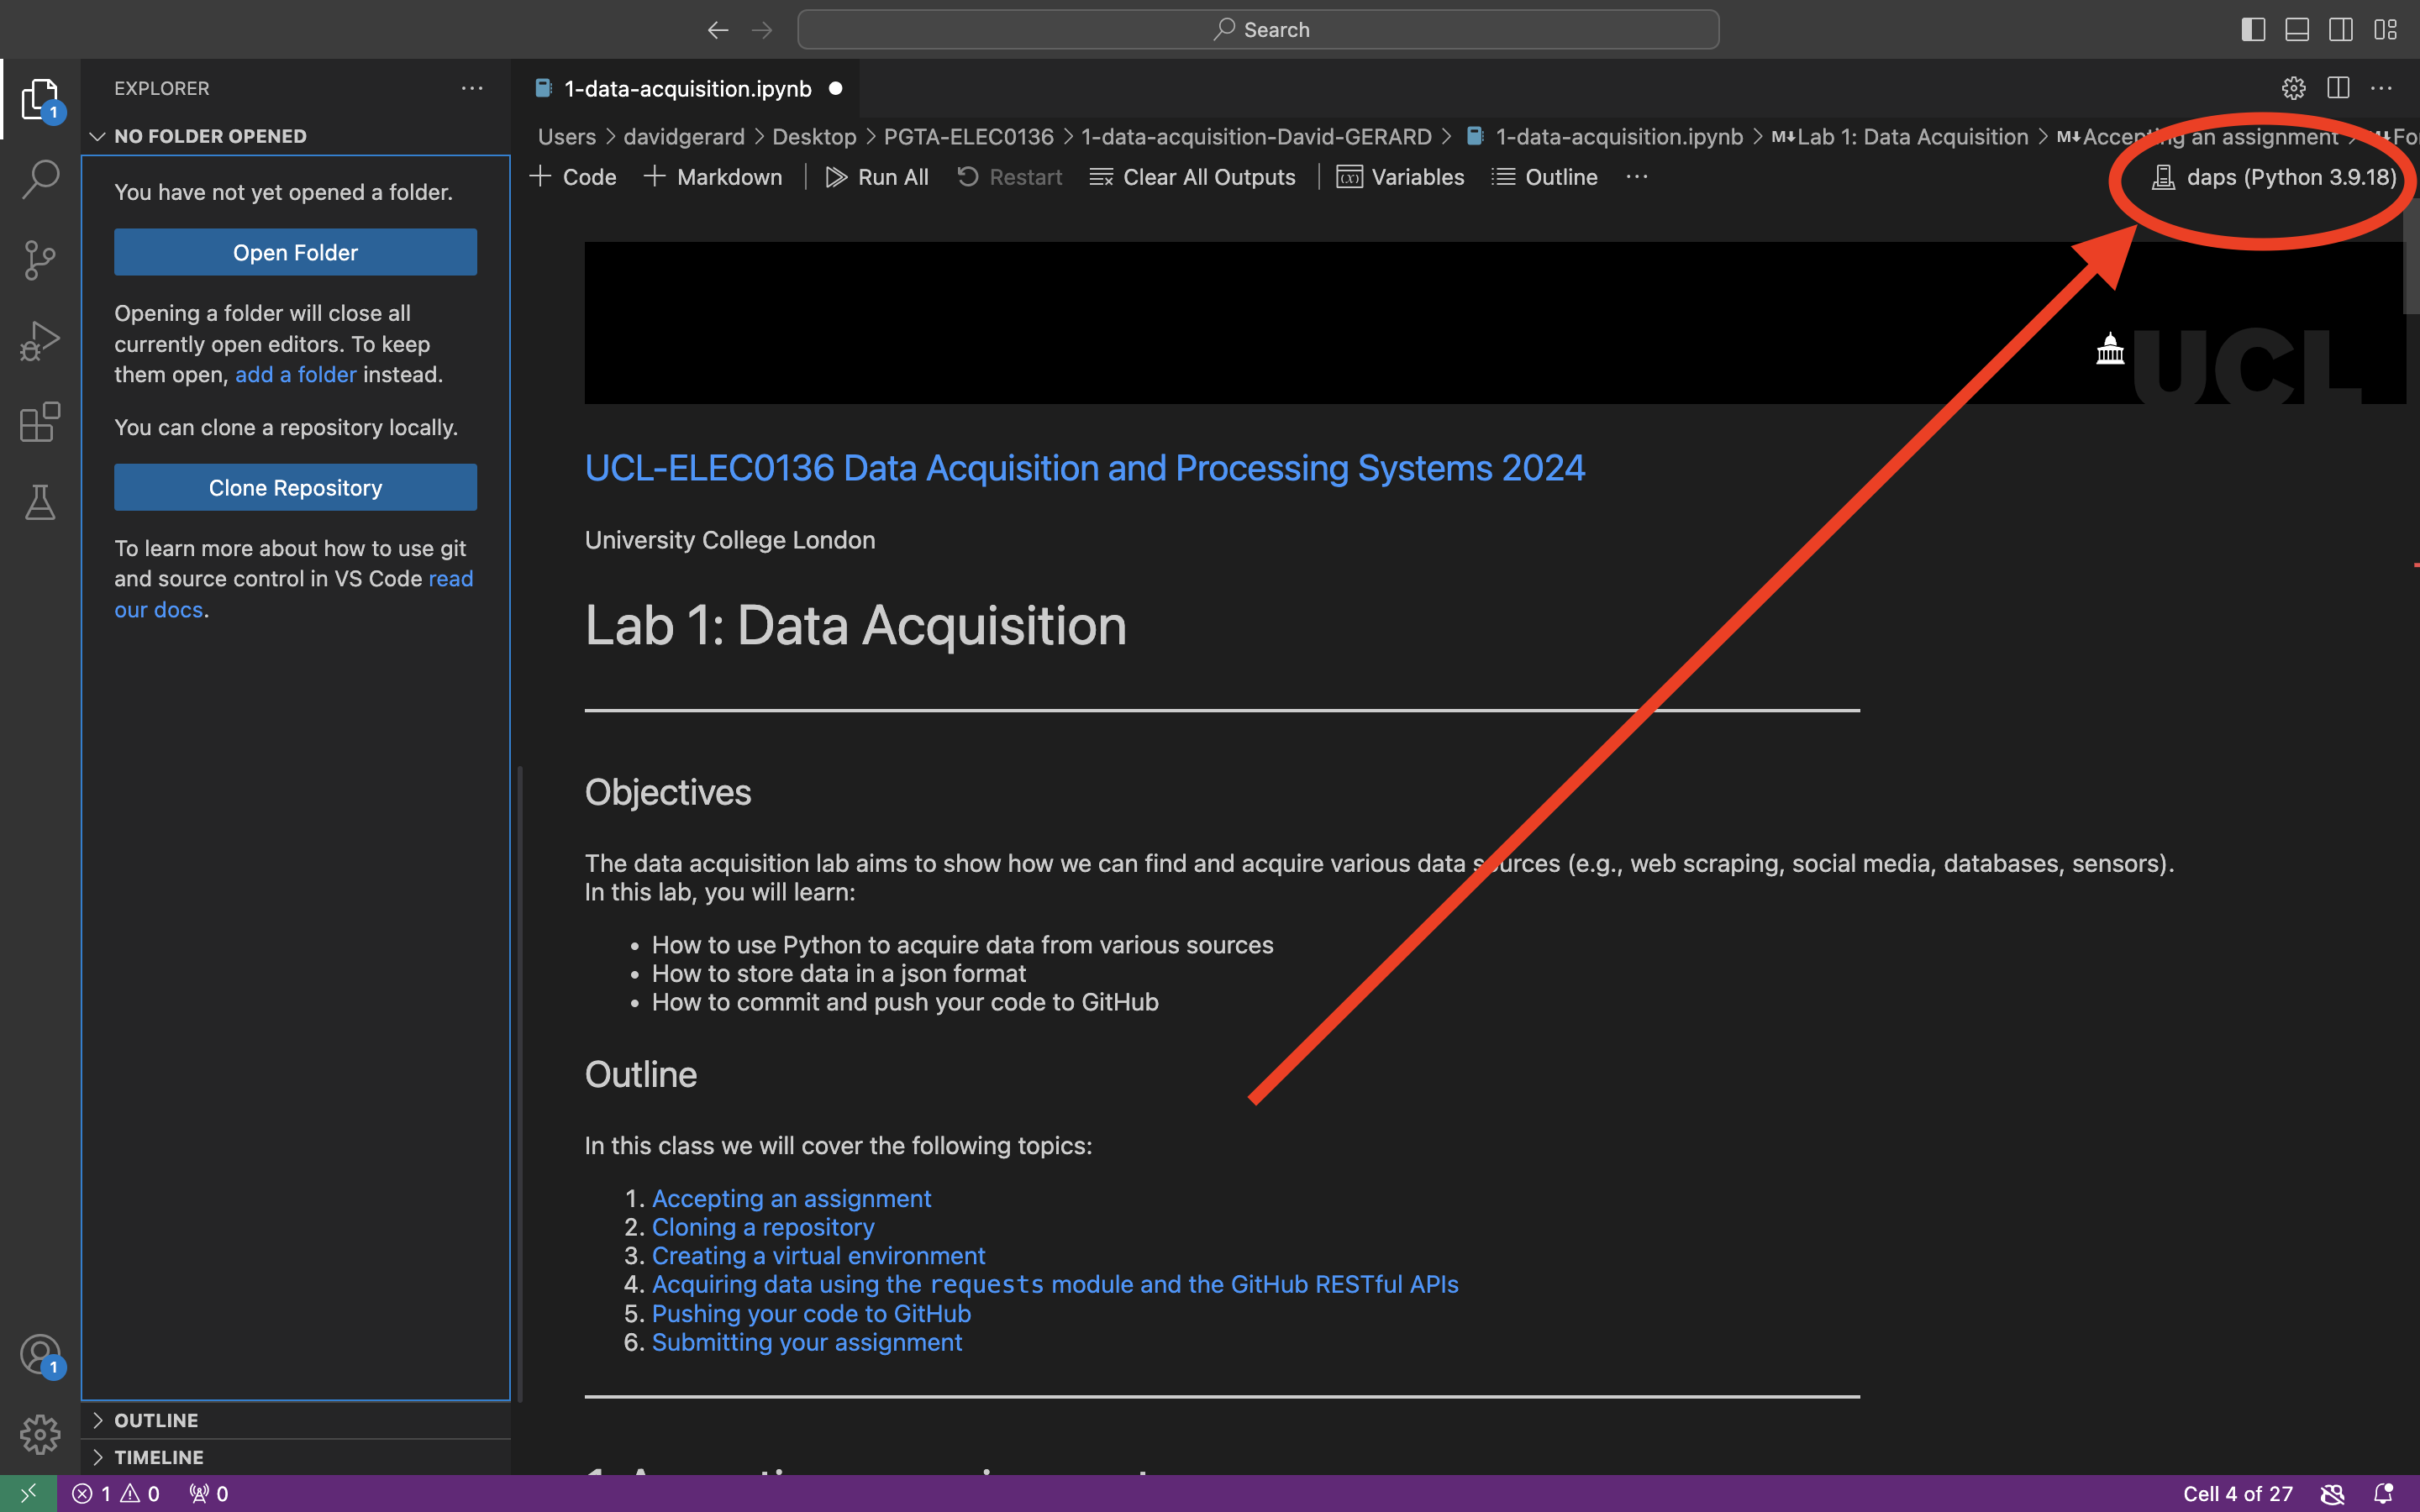 Search
EXPLORER
1-data-acquisition.ipynb
1
NO FOLDER OPENED
Users > davidgerard > Desktop > PGTA-ELEC0136 > 1-data-acquisition-David-GERARD > 1-data-acquisition.ipynb > M↓Lab 1: Data Acquisition > M↓Accepting an assignment >
+ Code + Markdown Run All Restart Clear All Outputs Variables Outline ...
daps (Python 3.9.18)
You have not yet opened a folder.
Open Folder
Opening a folder will close all
currently open editors. To keep
them open, add a folder instead.
You can clone a repository locally.
Clone Repository
To learn more about how to use git
and source control in VS Code read
our docs.
UCL
UCL-ELEC0136 Data Acquisition and Processing Systems 2024
University College London
Lab 1: Data Acquisition
Objectives
The data acquisition lab aims to show how we can find and acquire various data sources (e.g., web scraping, social media, databases, sensors).
In this lab, you will learn:
• How to use Python to acquire data from various sources
• How to store data in a json format
• How to commit and push your code to GitHub
Outline
In this class we will cover the following topics:
1. Accepting an assignment
2. Cloning a repository
3. Creating a virtual environment
4. Acquiring data using the requests module and the GitHub RESTful APIs
5. Pushing your code to GitHub
6. Submitting your assignment
1
OUTLINE
TIMELINE
1 0 0
Cell 4 of 27